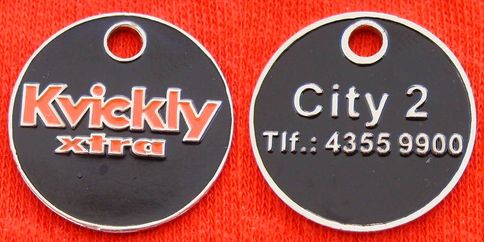 Kvickly
xtra
City 2
Tlf.: 4355 9900